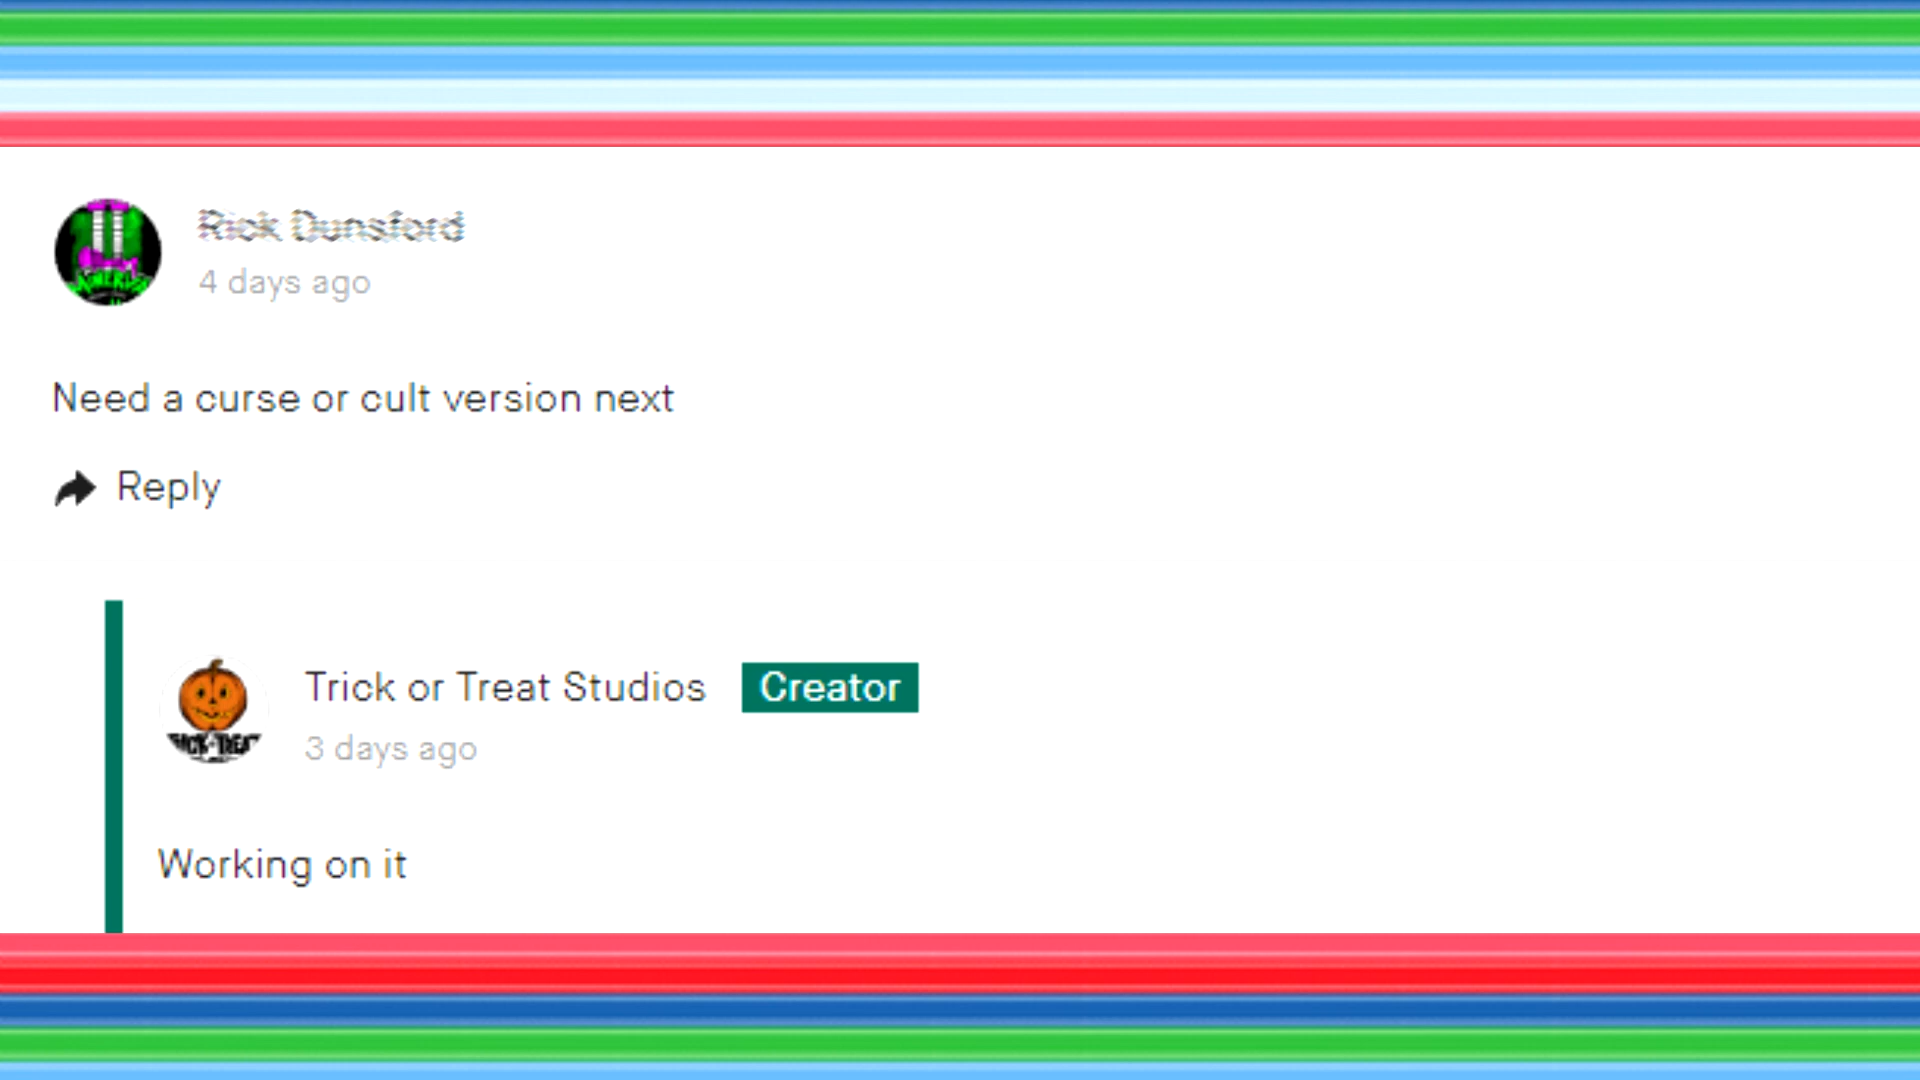 Rick Dunsford
4 days ago
Need a curse or cult version next
Reply
Trick or Treat Studios Creator
3 days ago
Working on it